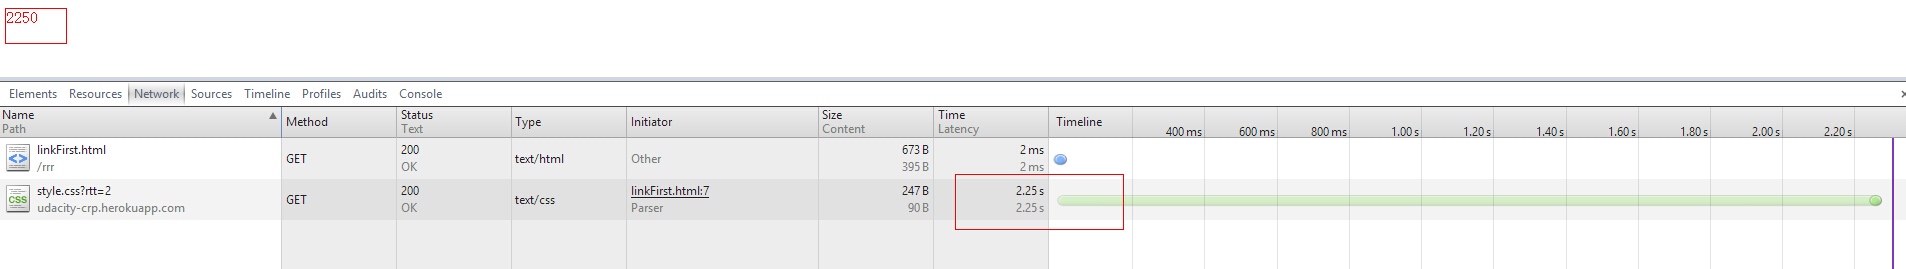 2250
Elements Resources Network Sources Timeline Profiles Audits Console ×
Name Method Status Type Initiator Size Time Timeline
Path Text Content Latency
400 ms 600 ms 800 ms 1.00 s 1.20 s 1.40 s 1.60 s 1.80 s 2.00 s 2.20 s
linkFirst.html GET 200 text/html Other 673 B 2 ms
/rrr OK 395 B 2 ms
style.css?rtt=2 GET 200 text/css linkFirst.html:7 247 B 2.25 s
CSS udacity-crp.herokuapp.com OK Parser 90 B 2.25 s